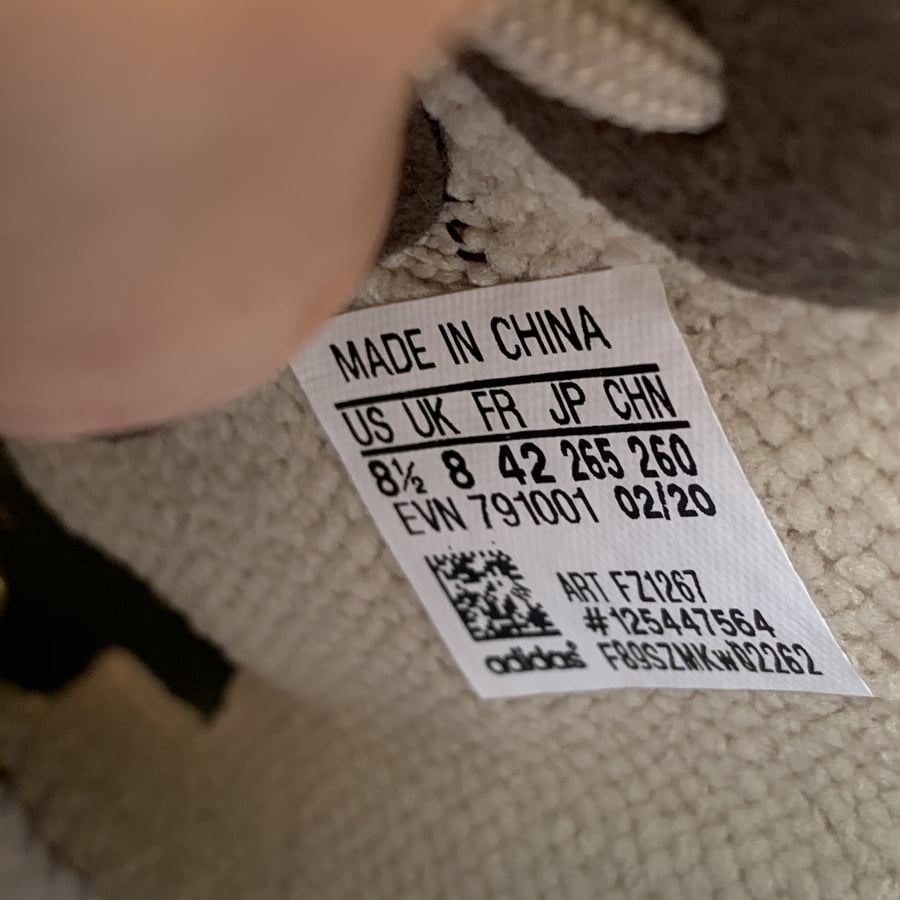 MADE IN CHINA
US UK FR JP CHN
8½ 8 42 265 260
EVN 791001 02/20
ART FZ1267
#125447564
adidas F89SZMKw02262